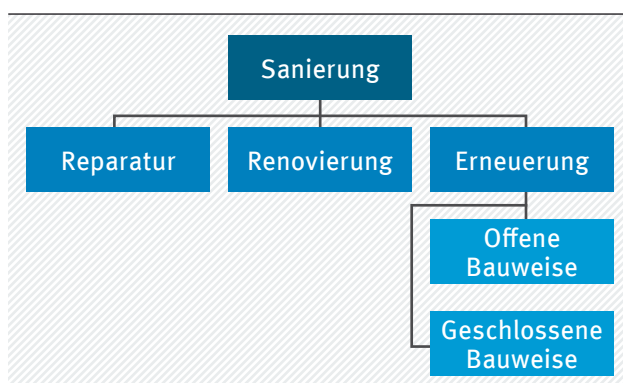 Sanierung
Reparatur
Renovierung
Erneuerung
Offene
Bauweise
Geschlossene
Bauweise